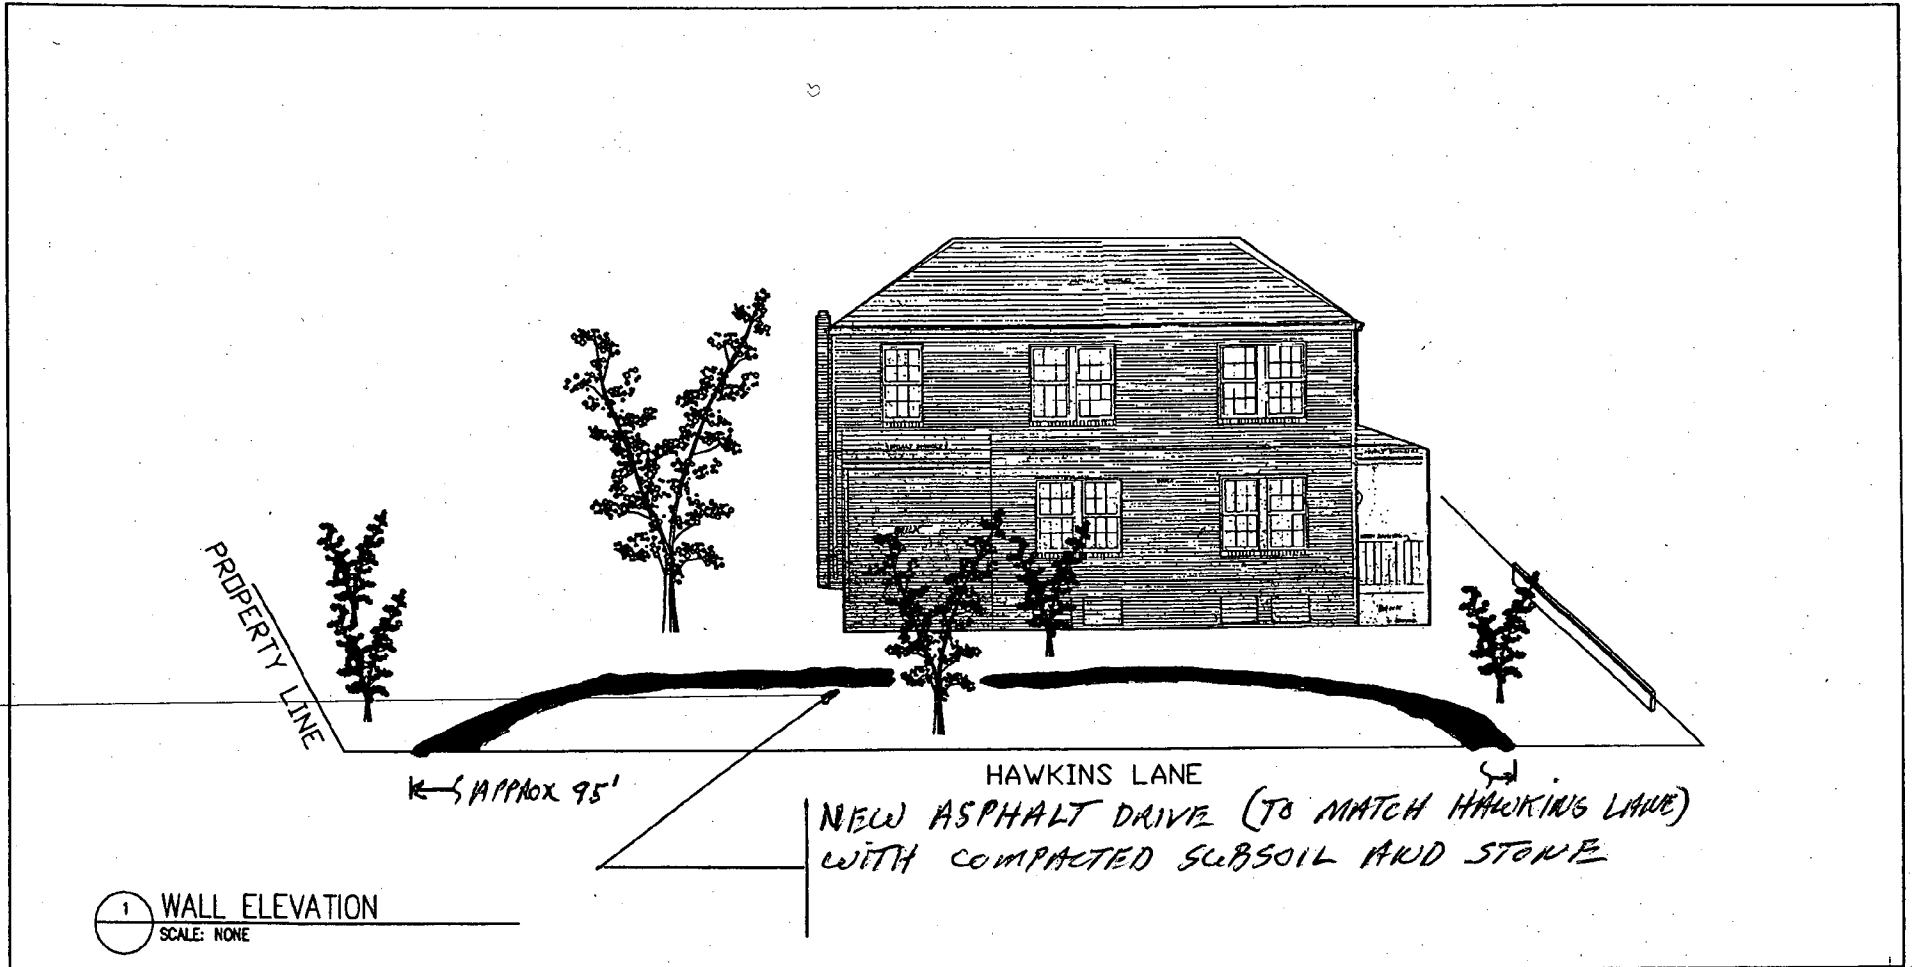 PROPERTY LINE
HAWKINS LANE
APPROX 95'
NEW ASPHALT DRIVE (TO MATCH HAWKINS LANE)
WITH COMPACTED SUBSOIL AND STONE
1
WALL ELEVATION
SCALE: NONE